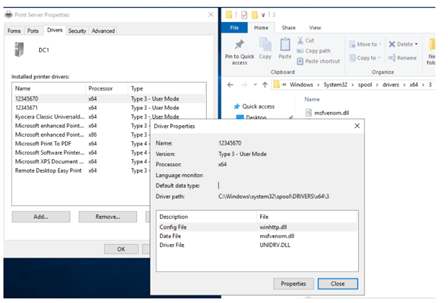 Print Server Properties
Forms Ports Drivers Security Advanced
DC1
Installed printer drivers:
Name Processor Type
12345670 x64 Type 3 - User Mode
12345671 x64 Type 3 - User Mode
Kyocera Classic Universald... x64 Type 3 - User Mode
Microsoft enhanced Point... x64 Type 3 - User Mode
Microsoft enhanced Point... x86 Type 3 - User Mode
Microsoft Print To PDF x64 Type 4 -
Microsoft Software Printer... x64 Type 4 -
Microsoft XPS Document ... x64 Type 4 -
Remote Desktop Easy Print x64 Type 3 -
Add... Remove...
OK
3
File Home Share View
Pin to Quick access
Copy
Paste
Cut
Copy path
Paste shortcut
Move to
Copy to
Delete
Rename
New
Clipboard
Organize
Windows › System32 › spool › drivers › x64 › 3
Quick access
Desktop
Name
msfvenom.dll
Driver Properties
Name: 12345670
Version: Type 3 - User Mode
Processor: x64
Language monitor:
Default data type:
Driver path: C:\Windows\system32\spool\DRIVERS\x64\3
Description File
Config File winhttp.dll
Data File msfvenom.dll
Driver File UNIDRV.DLL
Properties Close